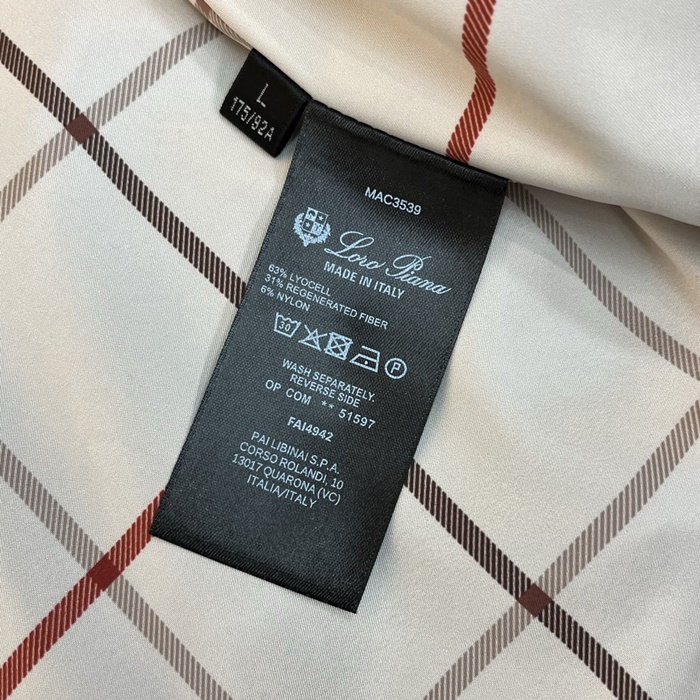 L
175/92A
MAC3539
Loro Piana
MADE IN ITALY
63% LYOCELL
31% REGENERATED FIBER
6% NYLON
30
P
WASH SEPARATELY.
REVERSE SIDE
OP COM ** 51597
FAI4942
PAI LIBINAI S.P.A.
CORSO ROLANDI, 10
13017 QUARONA (VC)
ITALIA/ITALY